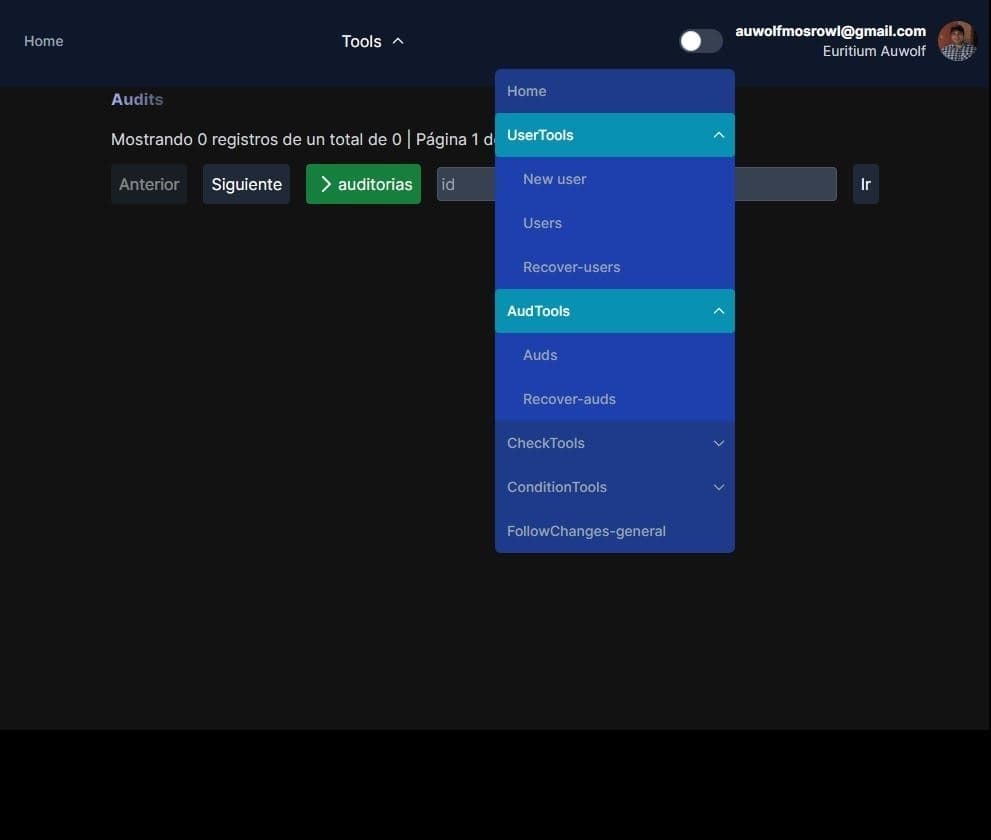 Home
Tools
auwolfmosrowl@gmail.com
Euritium Auwolf
Audits
Mostrando 0 registros de un total de 0 | Página 1 d
Anterior
Siguiente
auditorias
id
Ir
Home
UserTools
New user
Users
Recover-users
AudTools
Auds
Recover-auds
CheckTools
ConditionTools
FollowChanges-general